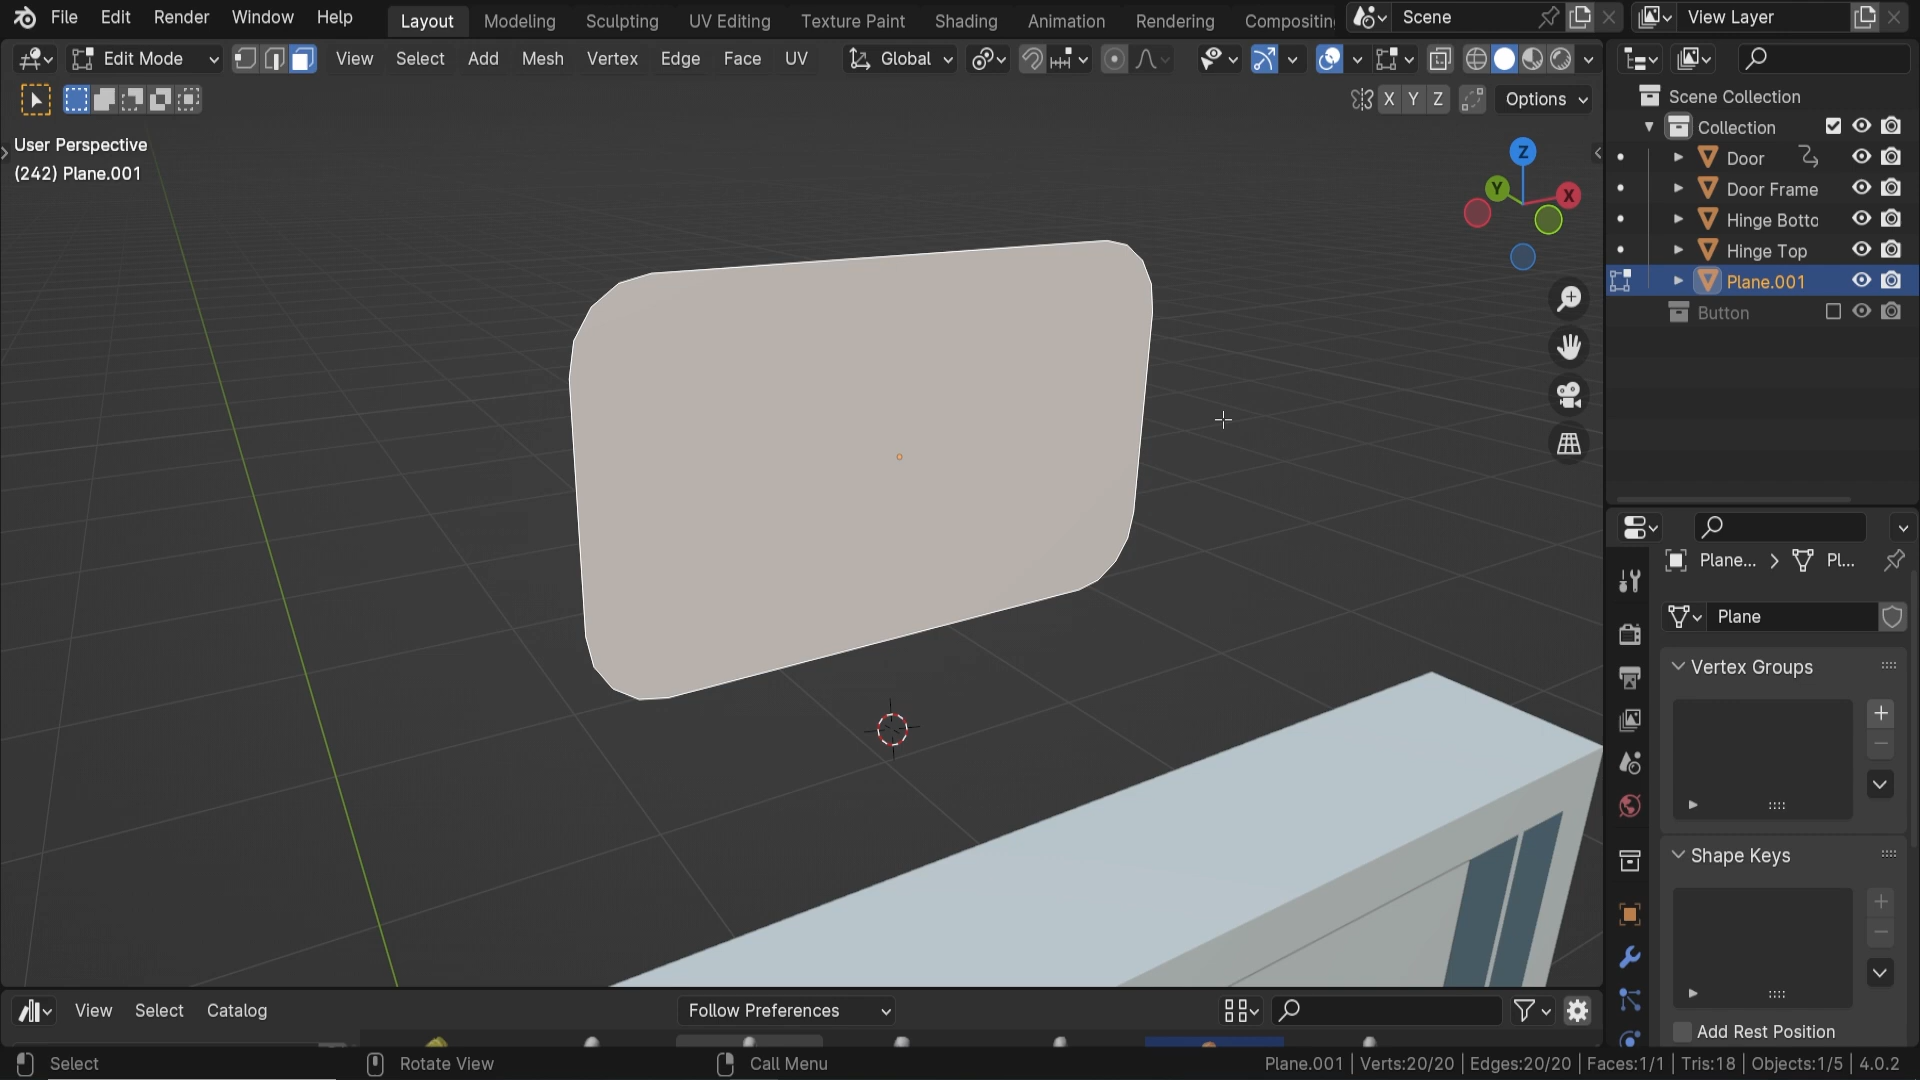 File Edit Render Window Help Layout Modeling Sculpting UV Editing Texture Paint Shading Animation Rendering Compositing Scene View Layer
Edit Mode View Select Add Mesh Vertex Edge Face UV Global
X Y Z Options
User Perspective
(242) Plane.001
Z
Y
X
Scene Collection
Collection
Door
Door Frame
Hinge Botto
Hinge Top
Plane.001
Button
Plane... > Pl...
Plane
Vertex Groups
Shape Keys
Add Rest Position
View Select Catalog Follow Preferences
Select Rotate View Call Menu Plane.001 | Verts:20/20 | Edges:20/20 | Faces:1/1 | Tris:18 | Objects:1/5 | 4.0.2